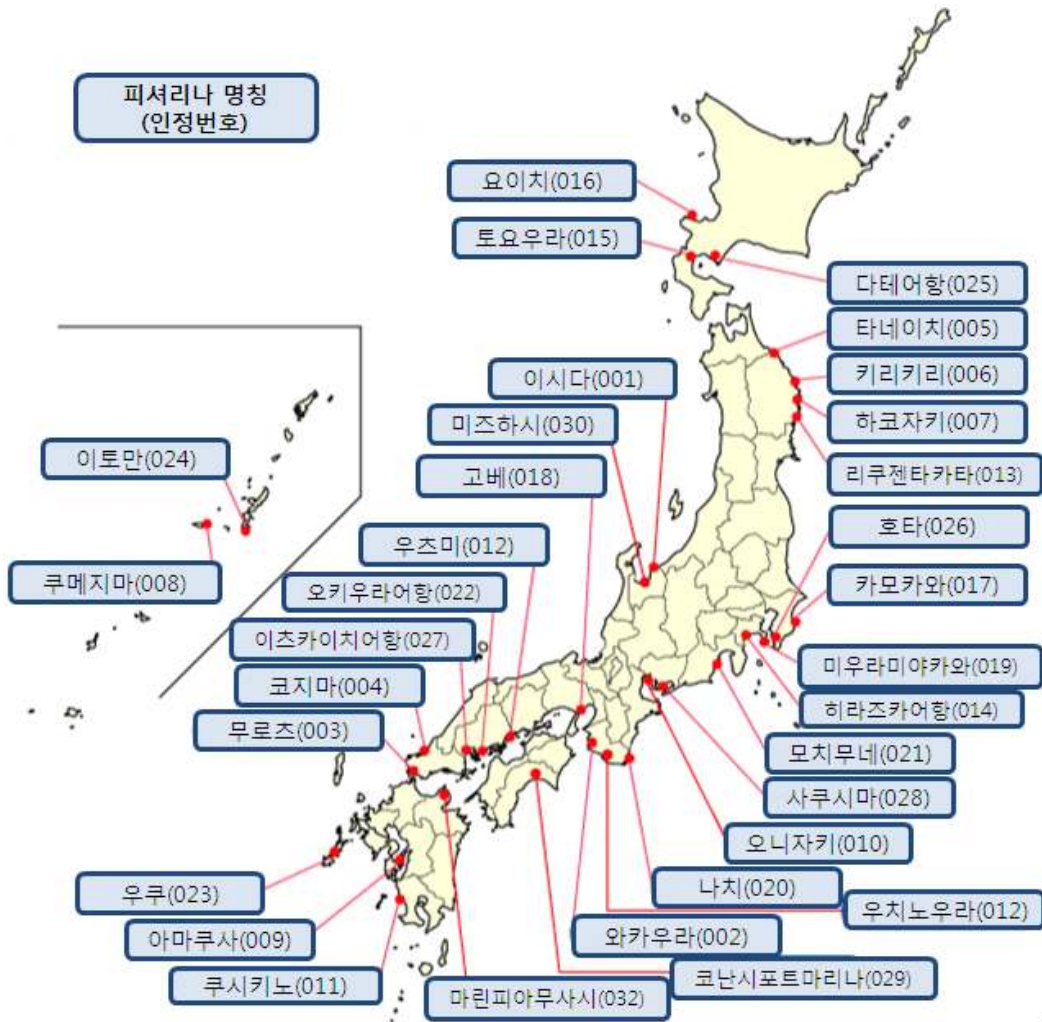 피셔리나 명칭
(인정번호)
요이치(016)
토요우라(015)
다테어항(025)
타네이치(005)
이시다(001)
키리키리(006)
미즈하시(030)
하코자키(007)
이토만(024)
고베(018)
리쿠젠타카타(013)
호타(026)
우츠미(012)
쿠메지마(008)
오키우라어항(022)
카모카와(017)
이츠카이치어항(027)
미우라미야카와(019)
코지마(004)
히라즈카어항(014)
무로츠(003)
모치무네(021)
사쿠시마(028)
오니자키(010)
우쿠(023)
나치(020)
우치노우라(012)
아마쿠사(009)
와카우라(002)
쿠시키노(011)
마린피아무사시(032)
코난시포트마리나(029)